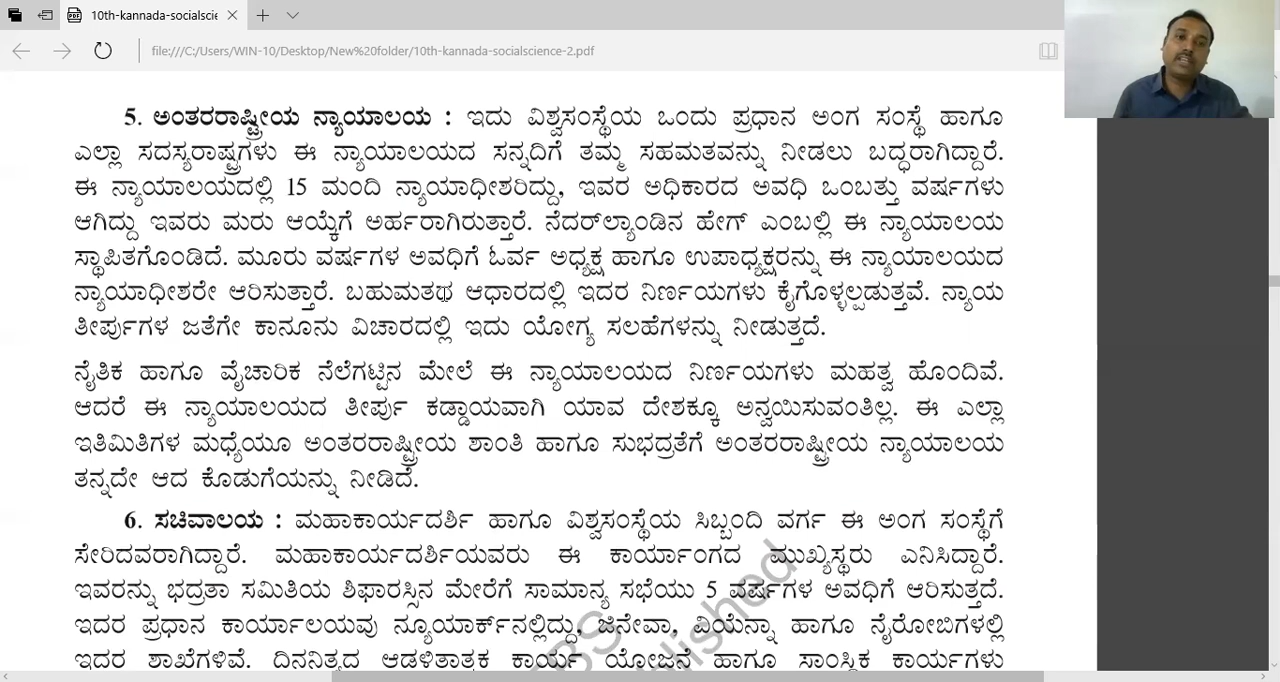 10th-kannada-socialscie
file:///C:/Users/WIN-10/Desktop/New%20folder/10th-kannada-socialscience-2.pdf
5. ಅಂತರರಾಷ್ಟ್ರೀಯ ನ್ಯಾಯಾಲಯ : ಇದು ವಿಶ್ವಸಂಸ್ಥೆಯ ಒಂದು ಪ್ರಧಾನ ಅಂಗ ಸಂಸ್ಥೆ ಹಾಗೂ
ಎಲ್ಲಾ ಸದಸ್ಯರಾಷ್ಟ್ರಗಳು ಈ ನ್ಯಾಯಾಲಯದ ಸನ್ನದಿಗೆ ತಮ್ಮ ಸಹಮತವನ್ನು ನೀಡಲು ಬದ್ಧರಾಗಿದ್ದಾರೆ.
ಈ ನ್ಯಾಯಾಲಯದಲ್ಲಿ 15 ಮಂದಿ ನ್ಯಾಯಾಧೀಶರಿದ್ದು, ಇವರ ಅಧಿಕಾರದ ಅವಧಿ ಒಂಬತ್ತು ವರ್ಷಗಳು
ಆಗಿದ್ದು ಇವರು ಮರು ಆಯ್ಕೆಗೆ ಅರ್ಹರಾಗಿರುತ್ತಾರೆ. ನೆದರ್‌ಲ್ಯಾಂಡಿನ ಹೇಗ್ ಎಂಬಲ್ಲಿ ಈ ನ್ಯಾಯಾಲಯ
ಸ್ಥಾಪಿತಗೊಂಡಿದೆ. ಮೂರು ವರ್ಷಗಳ ಅವಧಿಗೆ ಓರ್ವ ಅಧ್ಯಕ್ಷ ಹಾಗೂ ಉಪಾಧ್ಯಕ್ಷರನ್ನು ಈ ನ್ಯಾಯಾಲಯದ
ನ್ಯಾಯಾಧೀಶರೇ ಆರಿಸುತ್ತಾರೆ. ಬಹುಮತದ ಆಧಾರದಲ್ಲಿ ಇದರ ನಿರ್ಣಯಗಳು ಕೈಗೊಳ್ಳಲ್ಪಡುತ್ತವೆ. ನ್ಯಾಯ
ತೀರ್ಪುಗಳ ಜತೆಗೇ ಕಾನೂನು ವಿಚಾರದಲ್ಲಿ ಇದು ಯೋಗ್ಯ ಸಲಹೆಗಳನ್ನು ನೀಡುತ್ತದೆ.
ನೈತಿಕ ಹಾಗೂ ವೈಚಾರಿಕ ನೆಲೆಗಟ್ಟಿನ ಮೇಲೆ ಈ ನ್ಯಾಯಾಲಯದ ನಿರ್ಣಯಗಳು ಮಹತ್ವ ಹೊಂದಿವೆ.
ಆದರೆ ಈ ನ್ಯಾಯಾಲಯದ ತೀರ್ಪು ಕಡ್ಡಾಯವಾಗಿ ಯಾವ ದೇಶಕ್ಕೂ ಅನ್ವಯಿಸುವಂತಿಲ್ಲ. ಈ ಎಲ್ಲಾ
ಇತಿಮಿತಿಗಳ ಮಧ್ಯೆಯೂ ಅಂತರರಾಷ್ಟ್ರೀಯ ಶಾಂತಿ ಹಾಗೂ ಸುಭದ್ರತೆಗೆ ಅಂತರರಾಷ್ಟ್ರೀಯ ನ್ಯಾಯಾಲಯ
ತನ್ನದೇ ಆದ ಕೊಡುಗೆಯನ್ನು ನೀಡಿದೆ.
6. ಸಚಿವಾಲಯ : ಮಹಾಕಾರ್ಯದರ್ಶಿ ಹಾಗೂ ವಿಶ್ವಸಂಸ್ಥೆಯ ಸಿಬ್ಬಂದಿ ವರ್ಗ ಈ ಅಂಗ ಸಂಸ್ಥೆಗೆ
ಸೇರಿದವರಾಗಿದ್ದಾರೆ. ಮಹಾಕಾರ್ಯದರ್ಶಿಯವರು ಈ ಕಾರ್ಯಾಂಗದ ಮುಖ್ಯಸ್ಥರು ಎನಿಸಿದ್ದಾರೆ.
ಇವರನ್ನು ಭದ್ರತಾ ಸಮಿತಿಯ ಶಿಫಾರಸ್ಸಿನ ಮೇರೆಗೆ ಸಾಮಾನ್ಯ ಸಭೆಯು 5 ವರ್ಷಗಳ ಅವಧಿಗೆ ಆರಿಸುತ್ತದೆ.
ಇದರ ಪ್ರಧಾನ ಕಾರ್ಯಾಲಯವು ನ್ಯೂಯಾರ್ಕ್‌ನಲ್ಲಿದ್ದು, ಜಿನೇವಾ, ವಿಯೆನ್ನಾ ಹಾಗೂ ನೈರೋಬಿಗಳಲ್ಲಿ
ಇದರ ಶಾಖೆಗಳಿವೆ. ದಿನನಿತ್ಯದ ಆಡಳಿತಾತ್ಮಕ ಕಾರ್ಯ ಯೋಜನೆ ಹಾಗೂ ಸಾಂಸ್ಥಿಕ ಕಾರ್ಯಗಳು